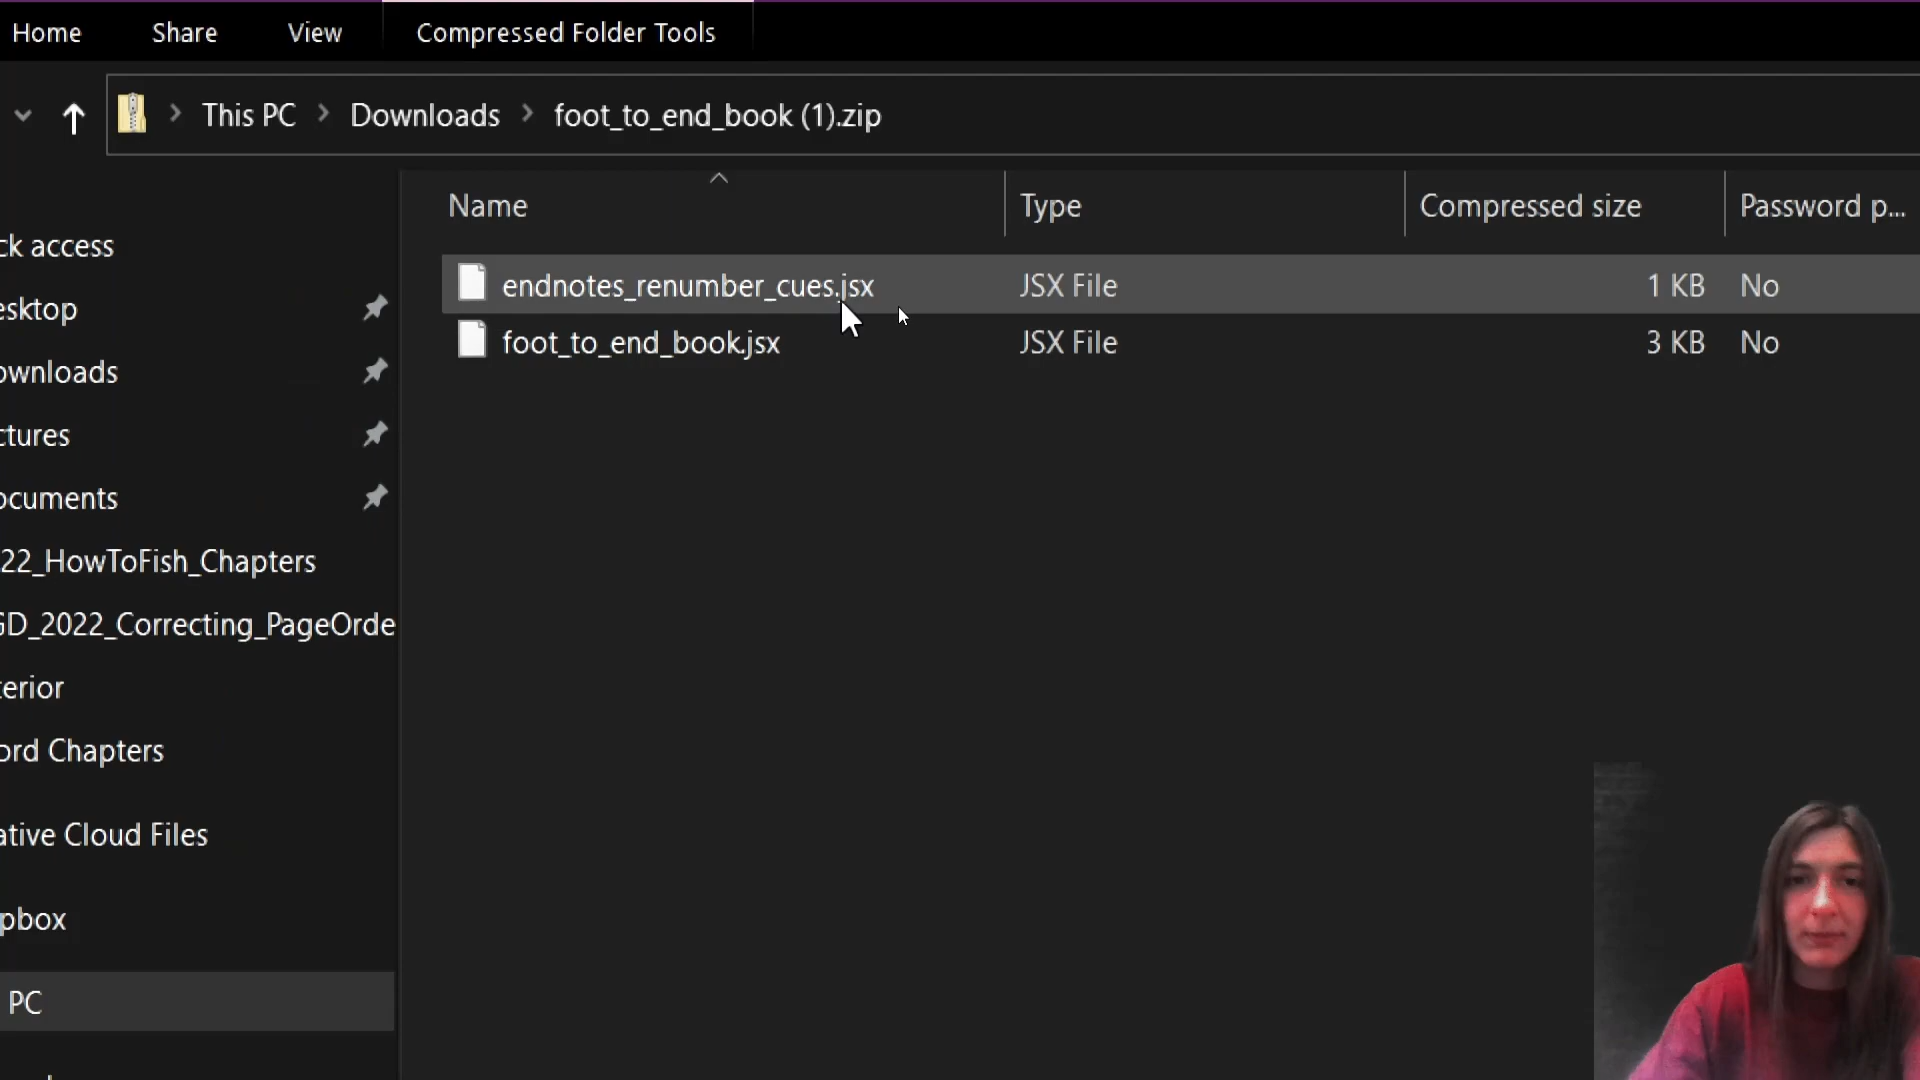 Home Share View Compressed Folder Tools
This PC Downloads foot_to_end_book (1).zip
Name Type Compressed size Password p...
endnotes_renumber_cues.jsx JSX File 1 KB No
foot_to_end_book.jsx JSX File 3 KB No
ck access
esktop
ownloads
ctures
ocuments
22_HowToFish_Chapters
GD_2022_Correcting_PageOrde
terior
ord Chapters
ative Cloud Files
pbox
PC